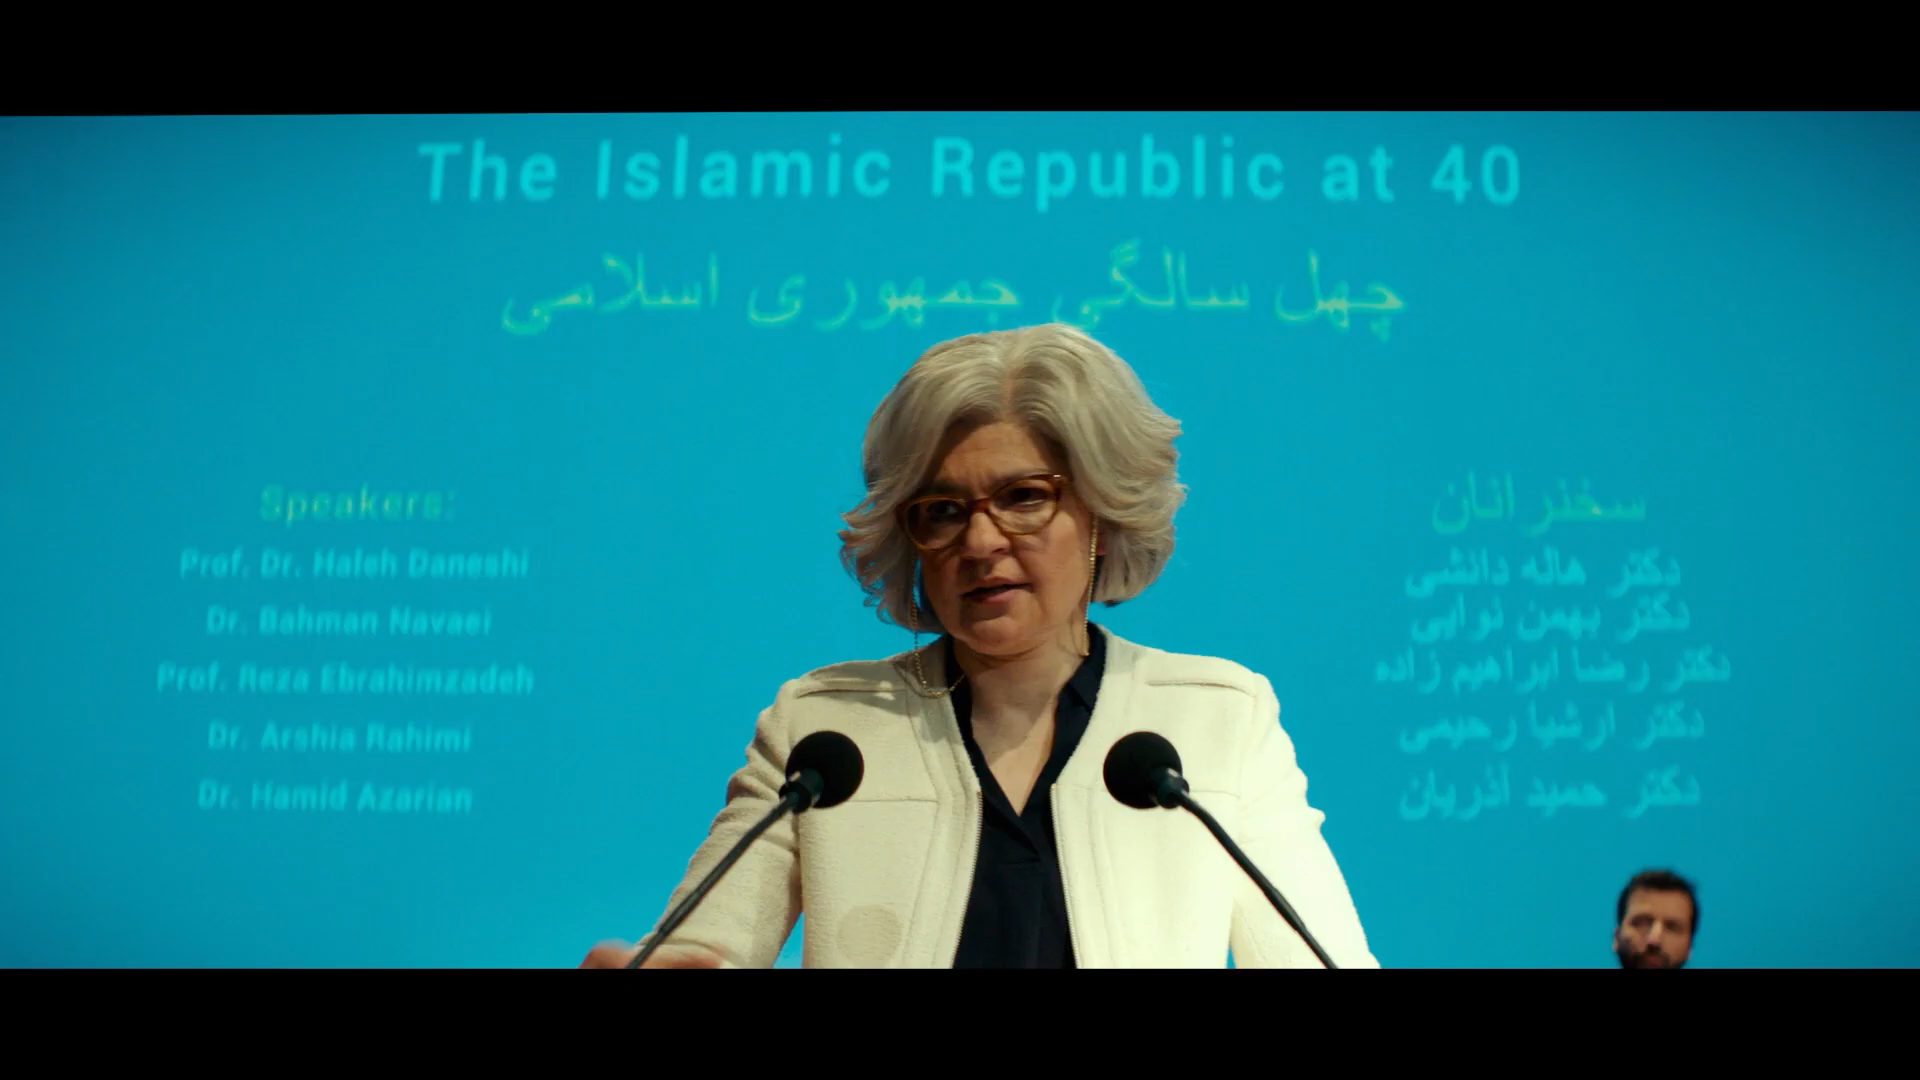 The Islamic Republic at 40
چهل سالگی جمهوری اسلامی
Speakers:
Prof. Dr. Haleh Daneshi
Dr. Bahman Navaei
Prof. Reza Ebrahimzadeh
Dr. Arshia Rahimi
Dr. Hamid Azarian
سخنرانان
دکتر هاله دانشی
دکتر بهمن نوایی
دکتر رضا ابراهیم زاده
دکتر ارشیا رحیمی
دکتر حمید آذریان